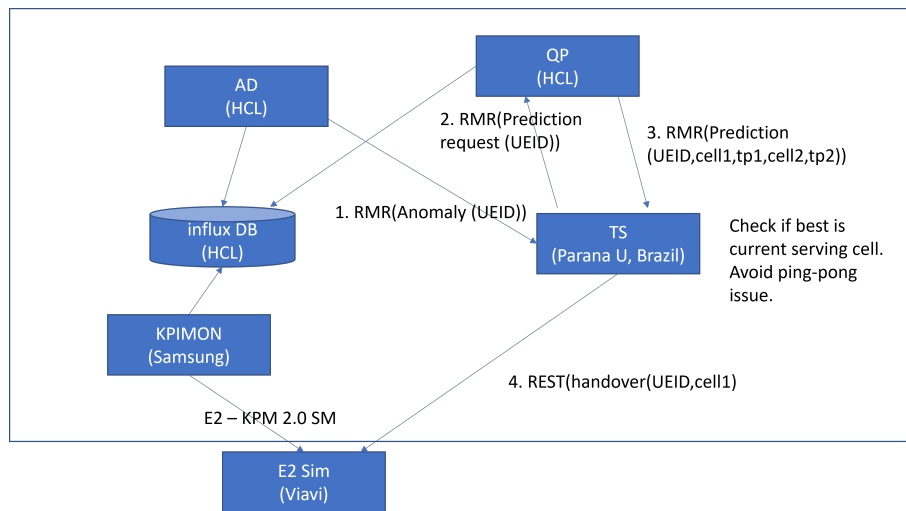 QP
(HCL)
AD
(HCL)
2. RMR(Prediction
request (UEID))
3. RMR(Prediction
(UEID,cell1,tp1,cell2,tp2))
1. RMR(Anomaly (UEID))
influx DB
(HCL)
TS
(Parana U, Brazil)
Check if best is
current serving cell.
Avoid ping-pong
issue.
KPIMON
(Samsung)
4. REST(handover(UEID,cell1)
E2 – KPM 2.0 SM
E2 Sim
(Viavi)